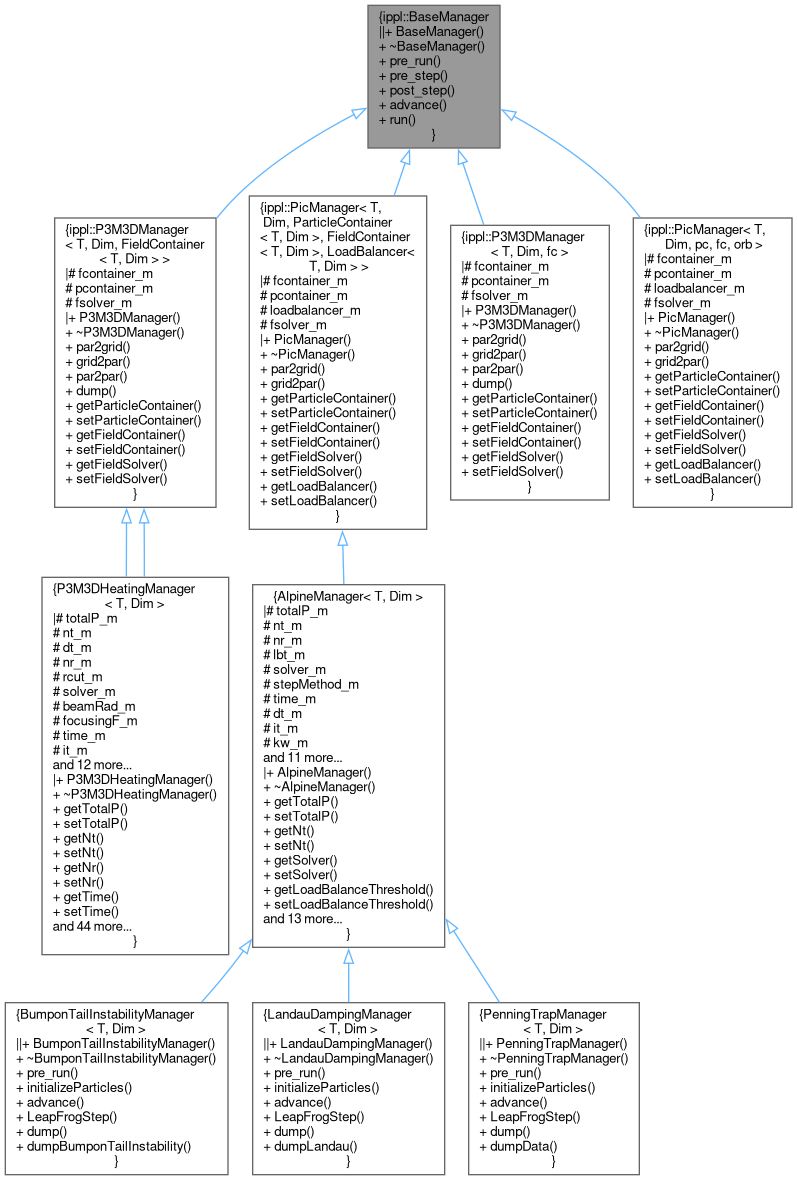 {ippl::BaseManager
||+ BaseManager()
+ ~BaseManager()
+ pre_run()
+ pre_step()
+ post_step()
+ advance()
+ run()
}
{ippl::P3M3DManager
< T, Dim, FieldContainer
< T, Dim > >
|# fcontainer_m
# pcontainer_m
# fsolver_m
|+ P3M3DManager()
+ ~P3M3DManager()
+ par2grid()
+ grid2par()
+ par2par()
+ dump()
+ getParticleContainer()
+ setParticleContainer()
+ getFieldContainer()
+ setFieldContainer()
+ getFieldSolver()
+ setFieldSolver()
}
{ippl::PicManager< T,
Dim, ParticleContainer
< T, Dim >, FieldContainer
< T, Dim >, LoadBalancer<
T, Dim > >
|# fcontainer_m
# pcontainer_m
# loadbalancer_m
# fsolver_m
|+ PicManager()
+ ~PicManager()
+ par2grid()
+ grid2par()
+ getParticleContainer()
+ setParticleContainer()
+ getFieldContainer()
+ setFieldContainer()
+ getFieldSolver()
+ setFieldSolver()
+ getLoadBalancer()
+ setLoadBalancer()
}
{ippl::P3M3DManager
< T, Dim, fc >
|# fcontainer_m
# pcontainer_m
# fsolver_m
|+ P3M3DManager()
+ ~P3M3DManager()
+ par2grid()
+ grid2par()
+ par2par()
+ dump()
+ getParticleContainer()
+ setParticleContainer()
+ getFieldContainer()
+ setFieldContainer()
+ getFieldSolver()
+ setFieldSolver()
}
{ippl::PicManager< T,
Dim, pc, fc, orb >
|# fcontainer_m
# pcontainer_m
# loadbalancer_m
# fsolver_m
|+ PicManager()
+ ~PicManager()
+ par2grid()
+ grid2par()
+ getParticleContainer()
+ setParticleContainer()
+ getFieldContainer()
+ setFieldContainer()
+ getFieldSolver()
+ setFieldSolver()
+ getLoadBalancer()
+ setLoadBalancer()
}
{P3M3DHeatingManager
< T, Dim >
|# totalP_m
# nt_m
# dt_m
# nr_m
# rcut_m
# solver_m
# beamRad_m
# focusingF_m
# time_m
# it_m
and 12 more...
|+ P3M3DHeatingManager()
+ ~P3M3DHeatingManager()
+ getTotalP()
+ setTotalP()
+ getNt()
+ setNt()
+ getNr()
+ setNr()
+ getTime()
+ setTime()
and 44 more...
}
{AlpineManager< T, Dim >
|# totalP_m
# nt_m
# nr_m
# lbt_m
# solver_m
# stepMethod_m
# time_m
# dt_m
# it_m
# kw_m
and 11 more...
|+ AlpineManager()
+ ~AlpineManager()
+ getTotalP()
+ setTotalP()
+ getNt()
+ setNt()
+ getSolver()
+ setSolver()
+ getLoadBalanceThreshold()
+ setLoadBalanceThreshold()
and 13 more...
}
{BumponTailInstabilityManager
< T, Dim >
||+ BumponTailInstabilityManager()
+ ~BumponTailInstabilityManager()
+ pre_run()
+ initializeParticles()
+ advance()
+ LeapFrogStep()
+ dump()
+ dumpBumponTailInstability()
}
{LandauDampingManager
< T, Dim >
||+ LandauDampingManager()
+ ~LandauDampingManager()
+ pre_run()
+ initializeParticles()
+ advance()
+ LeapFrogStep()
+ dump()
+ dumpLandau()
}
{PenningTrapManager
< T, Dim >
||+ PenningTrapManager()
+ ~PenningTrapManager()
+ pre_run()
+ initializeParticles()
+ advance()
+ LeapFrogStep()
+ dump()
+ dumpData()
}